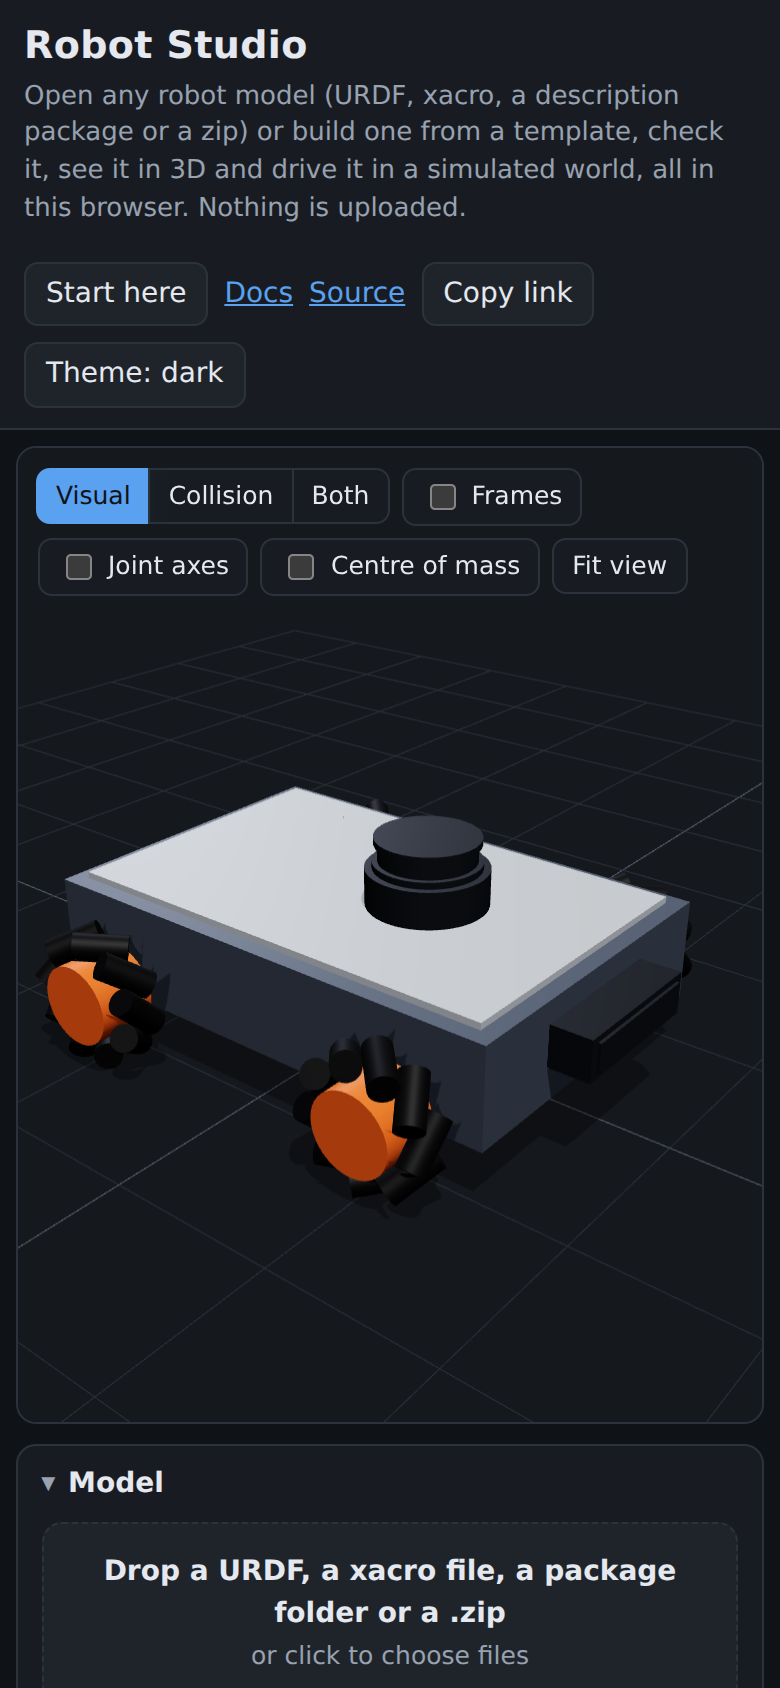 Robot Studio
Open any robot model (URDF, xacro, a description
package or a zip) or build one from a template, check
it, see it in 3D and drive it in a simulated world, all in
this browser. Nothing is uploaded.
Start here Docs Source Copy link
Theme: dark
Visual Collision Both Frames
Joint axes Centre of mass Fit view
▼ Model
Drop a URDF, a xacro file, a package
folder or a .zip
or click to choose files